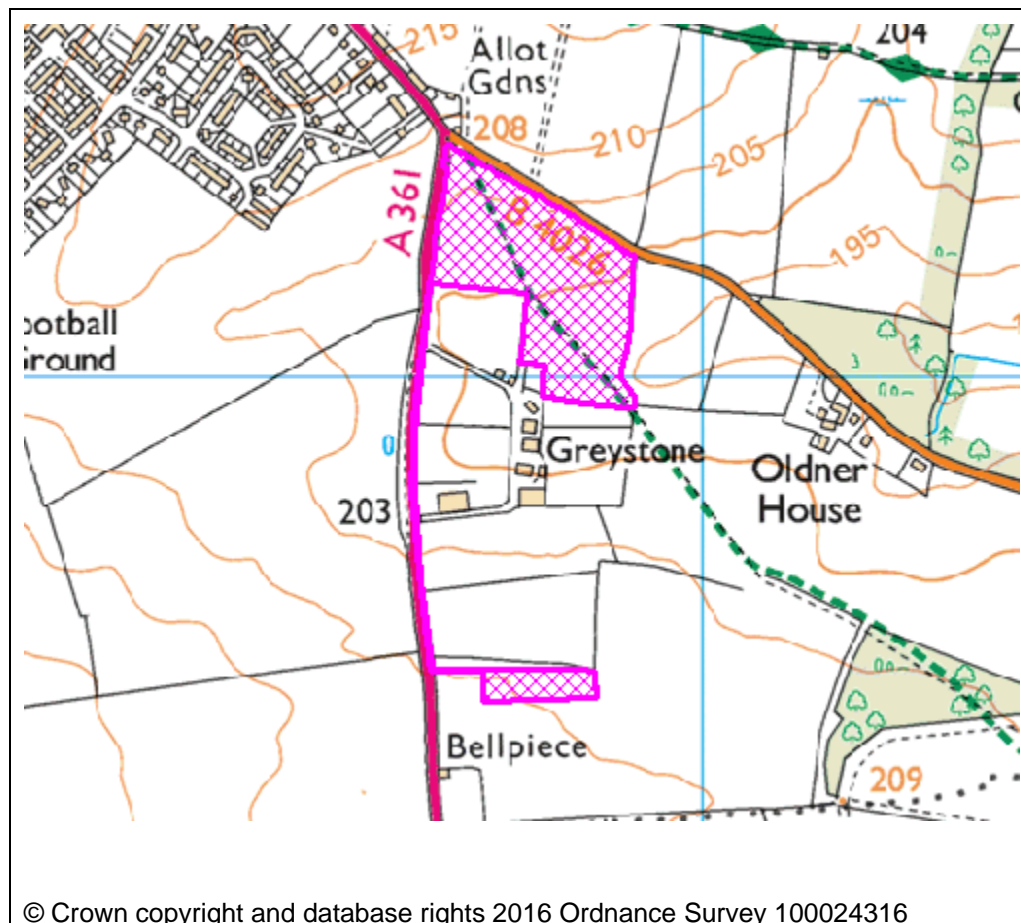 215
Allot
Gdns
204
208
210
205
A361
B 4026
195
ootball
Ground
Greystone
Oldner
House
203
Bellpiece
209
© Crown copyright and database rights 2016 Ordnance Survey 100024316